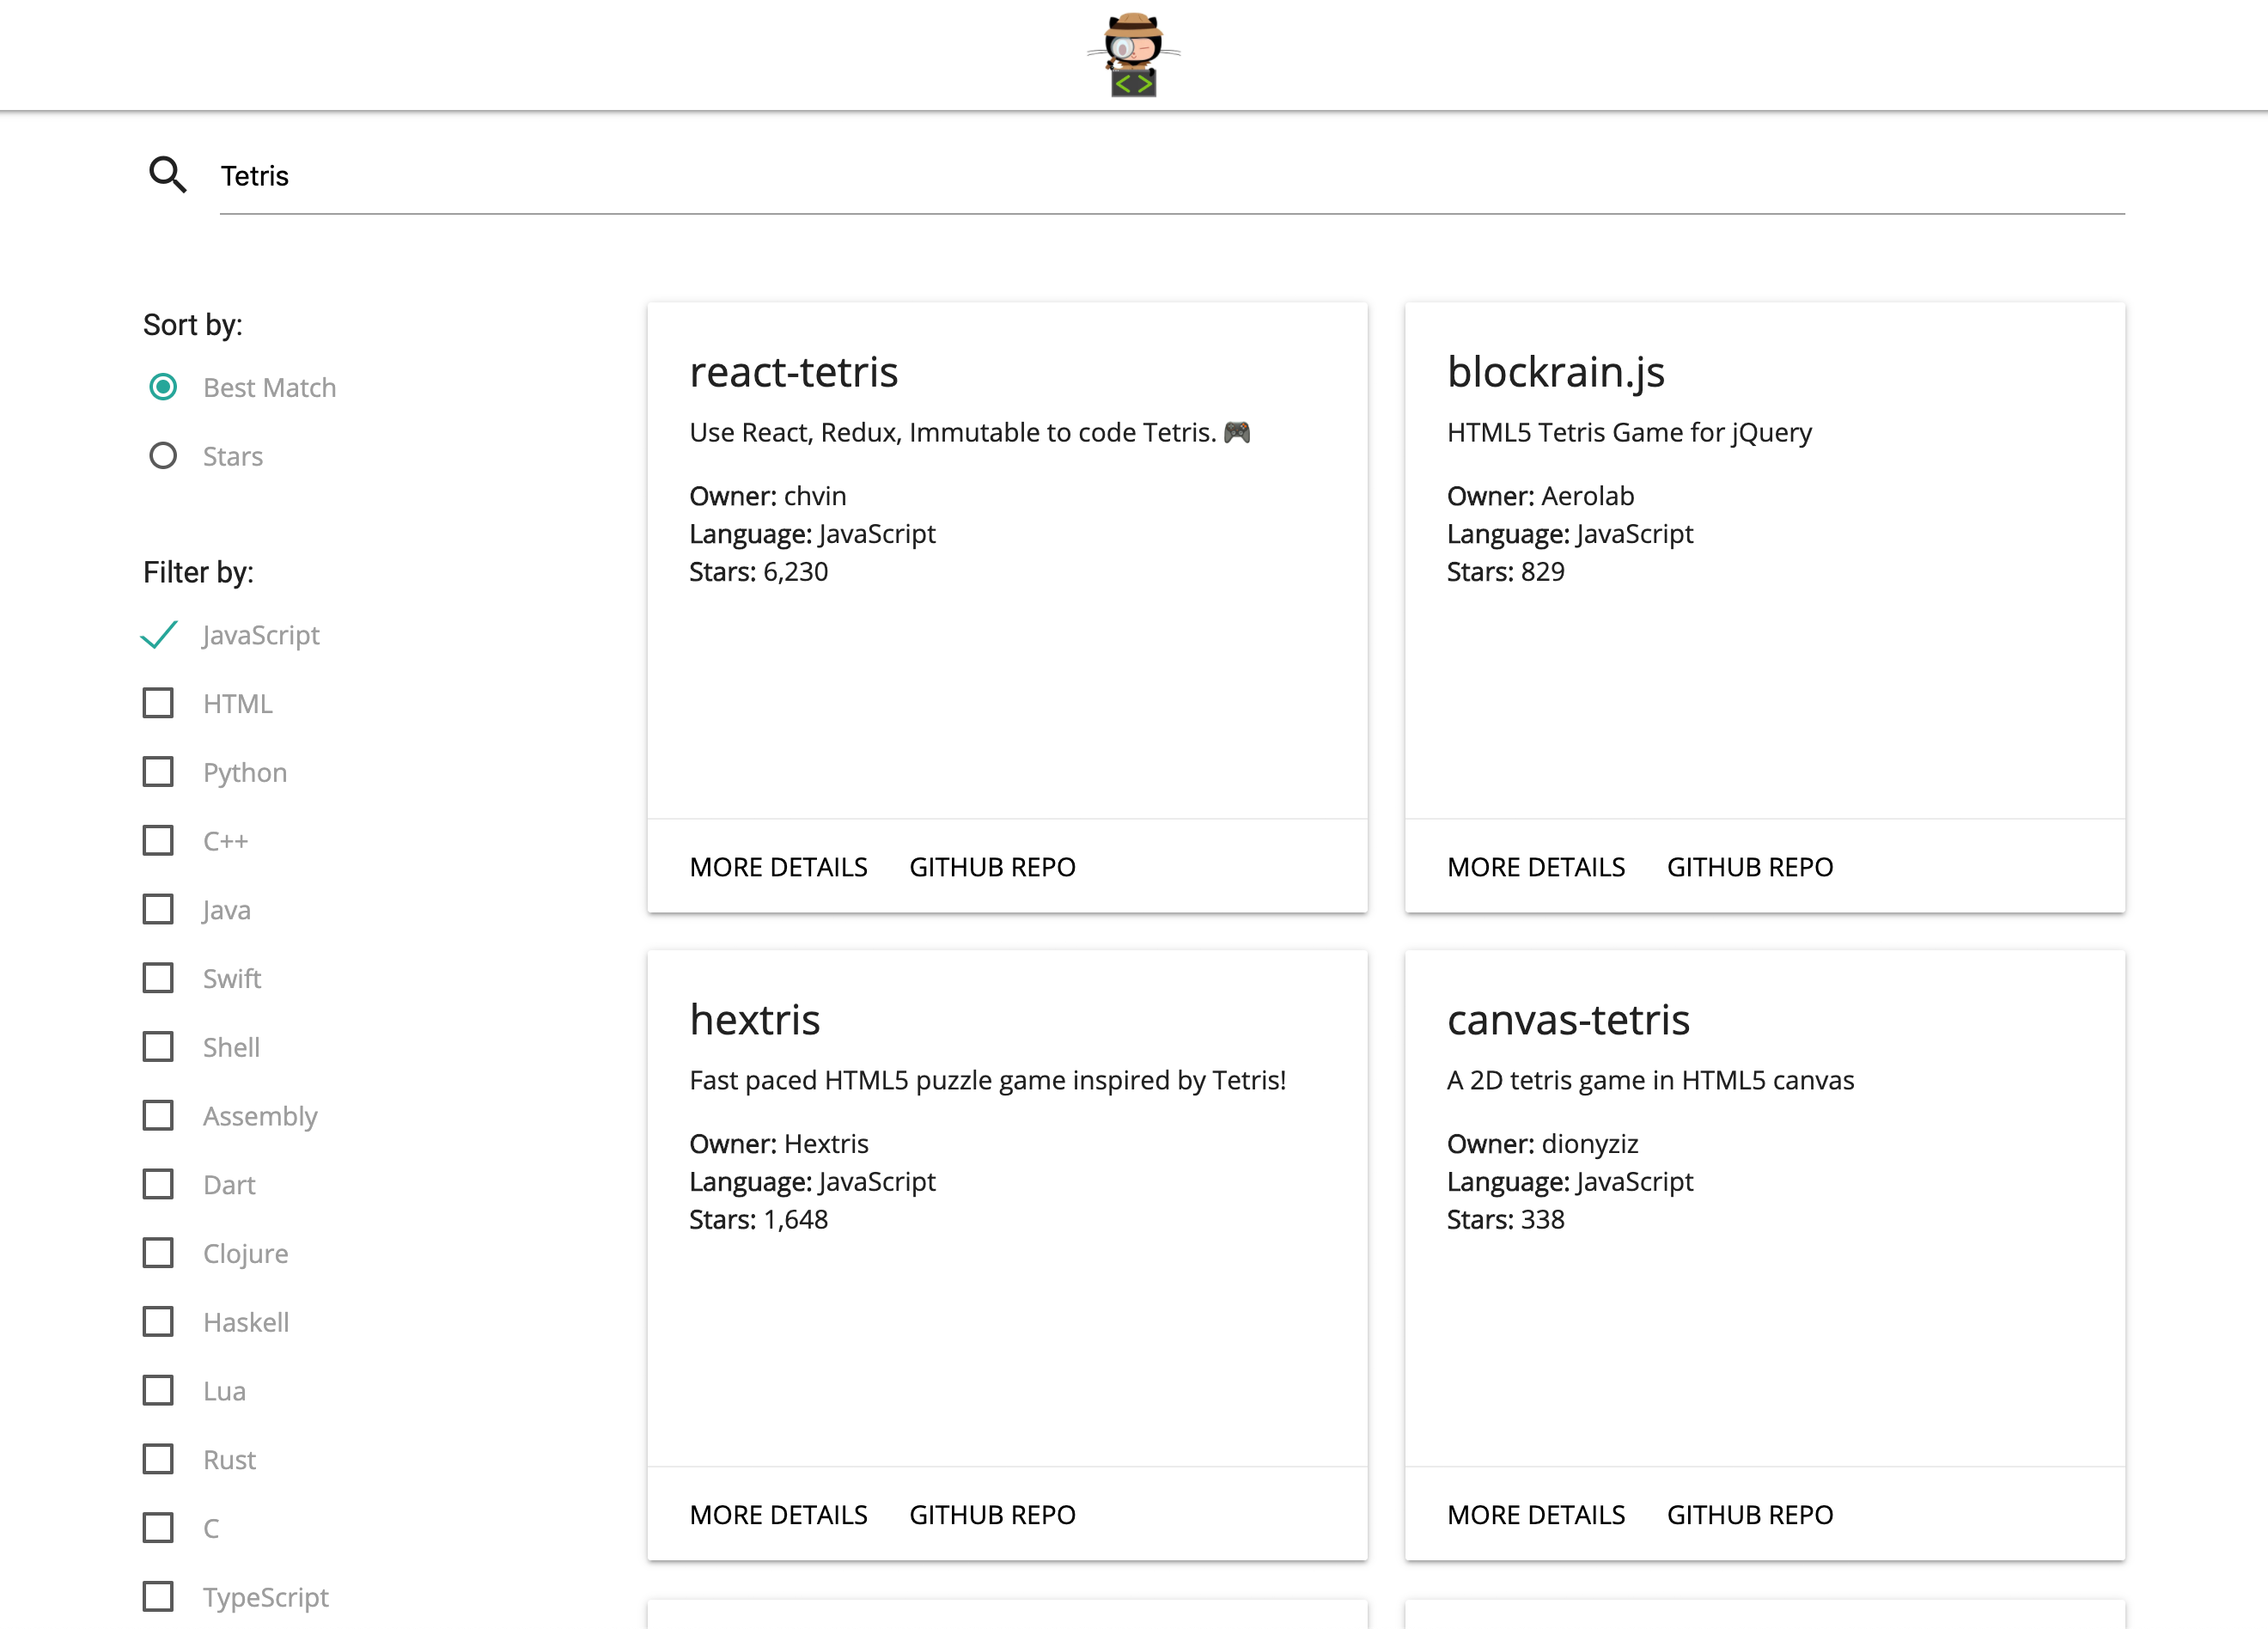 <>
Tetris
Sort by:
Best Match
Stars
Filter by:
JavaScript
HTML
Python
C++
Java
Swift
Shell
Assembly
Dart
Clojure
Haskell
Lua
Rust
C
TypeScript
react-tetris
Use React, Redux, Immutable to code Tetris. 🎮
Owner: chvin
Language: JavaScript
Stars: 6,230
MORE DETAILS GITHUB REPO
blockrain.js
HTML5 Tetris Game for jQuery
Owner: Aerolab
Language: JavaScript
Stars: 829
MORE DETAILS GITHUB REPO
hextris
Fast paced HTML5 puzzle game inspired by Tetris!
Owner: Hextris
Language: JavaScript
Stars: 1,648
MORE DETAILS GITHUB REPO
canvas-tetris
A 2D tetris game in HTML5 canvas
Owner: dionyziz
Language: JavaScript
Stars: 338
MORE DETAILS GITHUB REPO